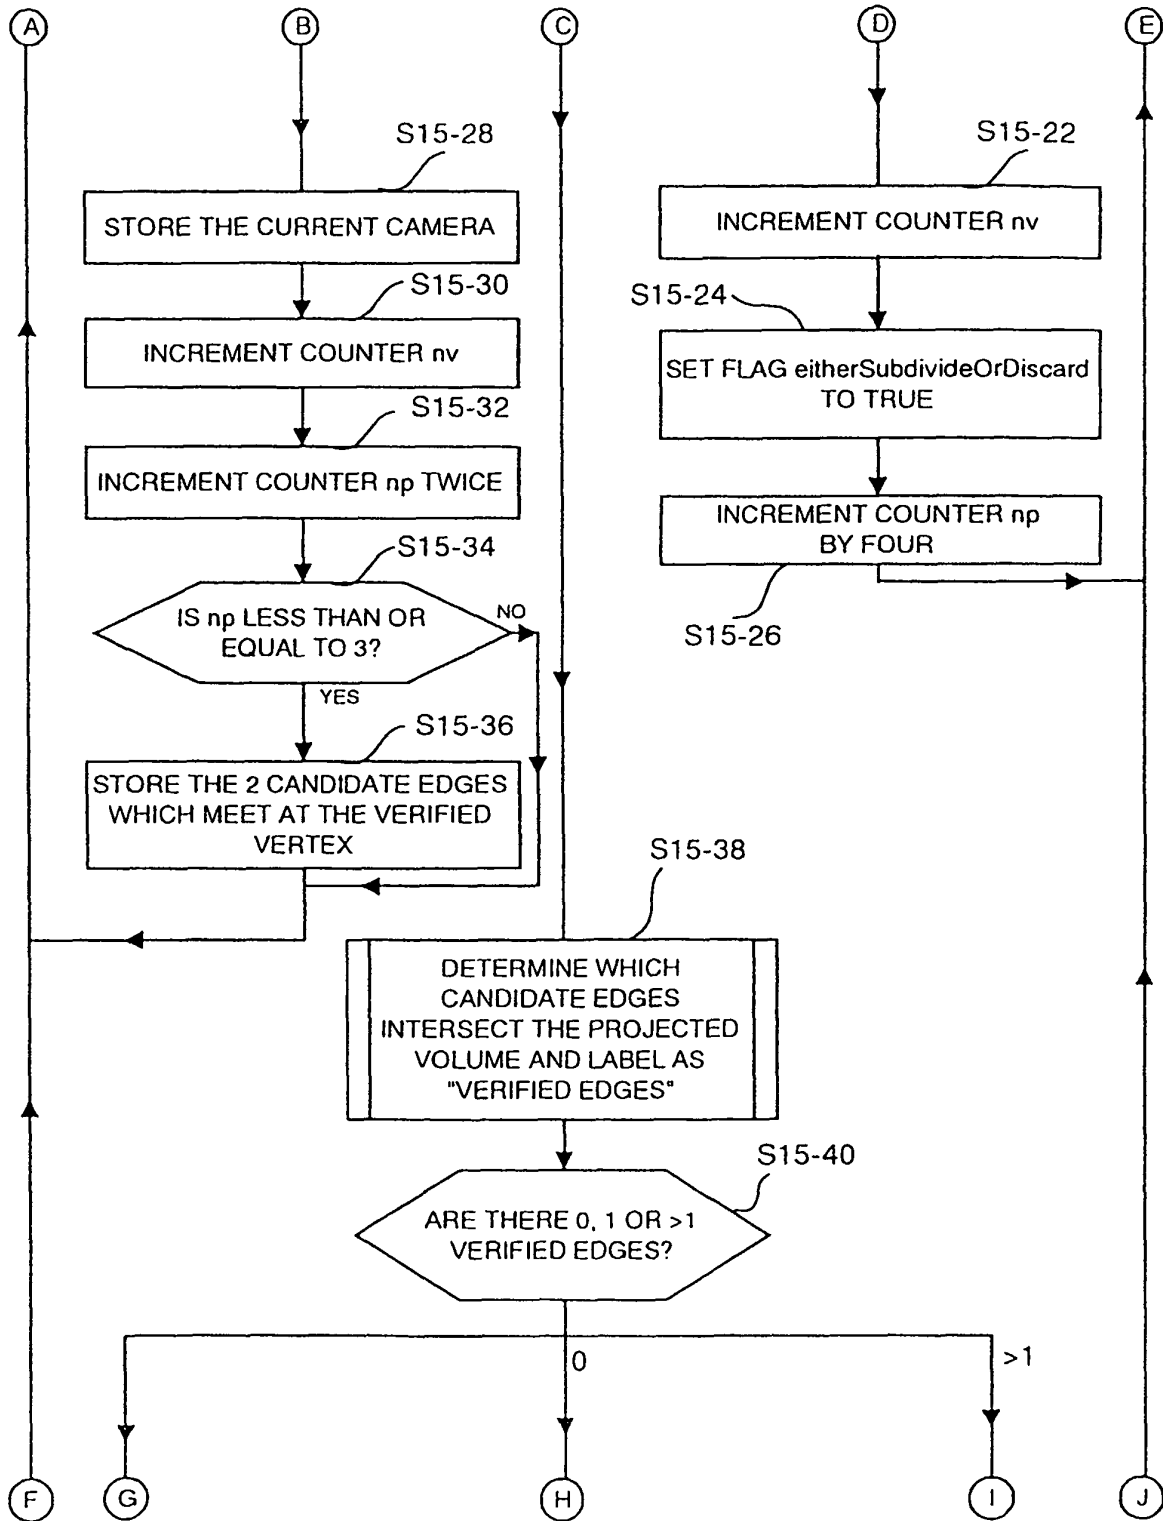 A
B
C
D
E
S15-28
STORE THE CURRENT CAMERA
S15-30
INCREMENT COUNTER nv
S15-32
INCREMENT COUNTER np TWICE
S15-34
IS np LESS THAN OR
EQUAL TO 3?
NO
YES
S15-36
STORE THE 2 CANDIDATE EDGES
WHICH MEET AT THE VERIFIED
VERTEX
S15-22
INCREMENT COUNTER nv
S15-24
SET FLAG eitherSubdivideOrDiscard
TO TRUE
INCREMENT COUNTER np
BY FOUR
S15-26
S15-38
DETERMINE WHICH
CANDIDATE EDGES
INTERSECT THE PROJECTED
VOLUME AND LABEL AS
"VERIFIED EDGES"
S15-40
ARE THERE 0, 1 OR >1
VERIFIED EDGES?
0
>1
F
G
H
I
J